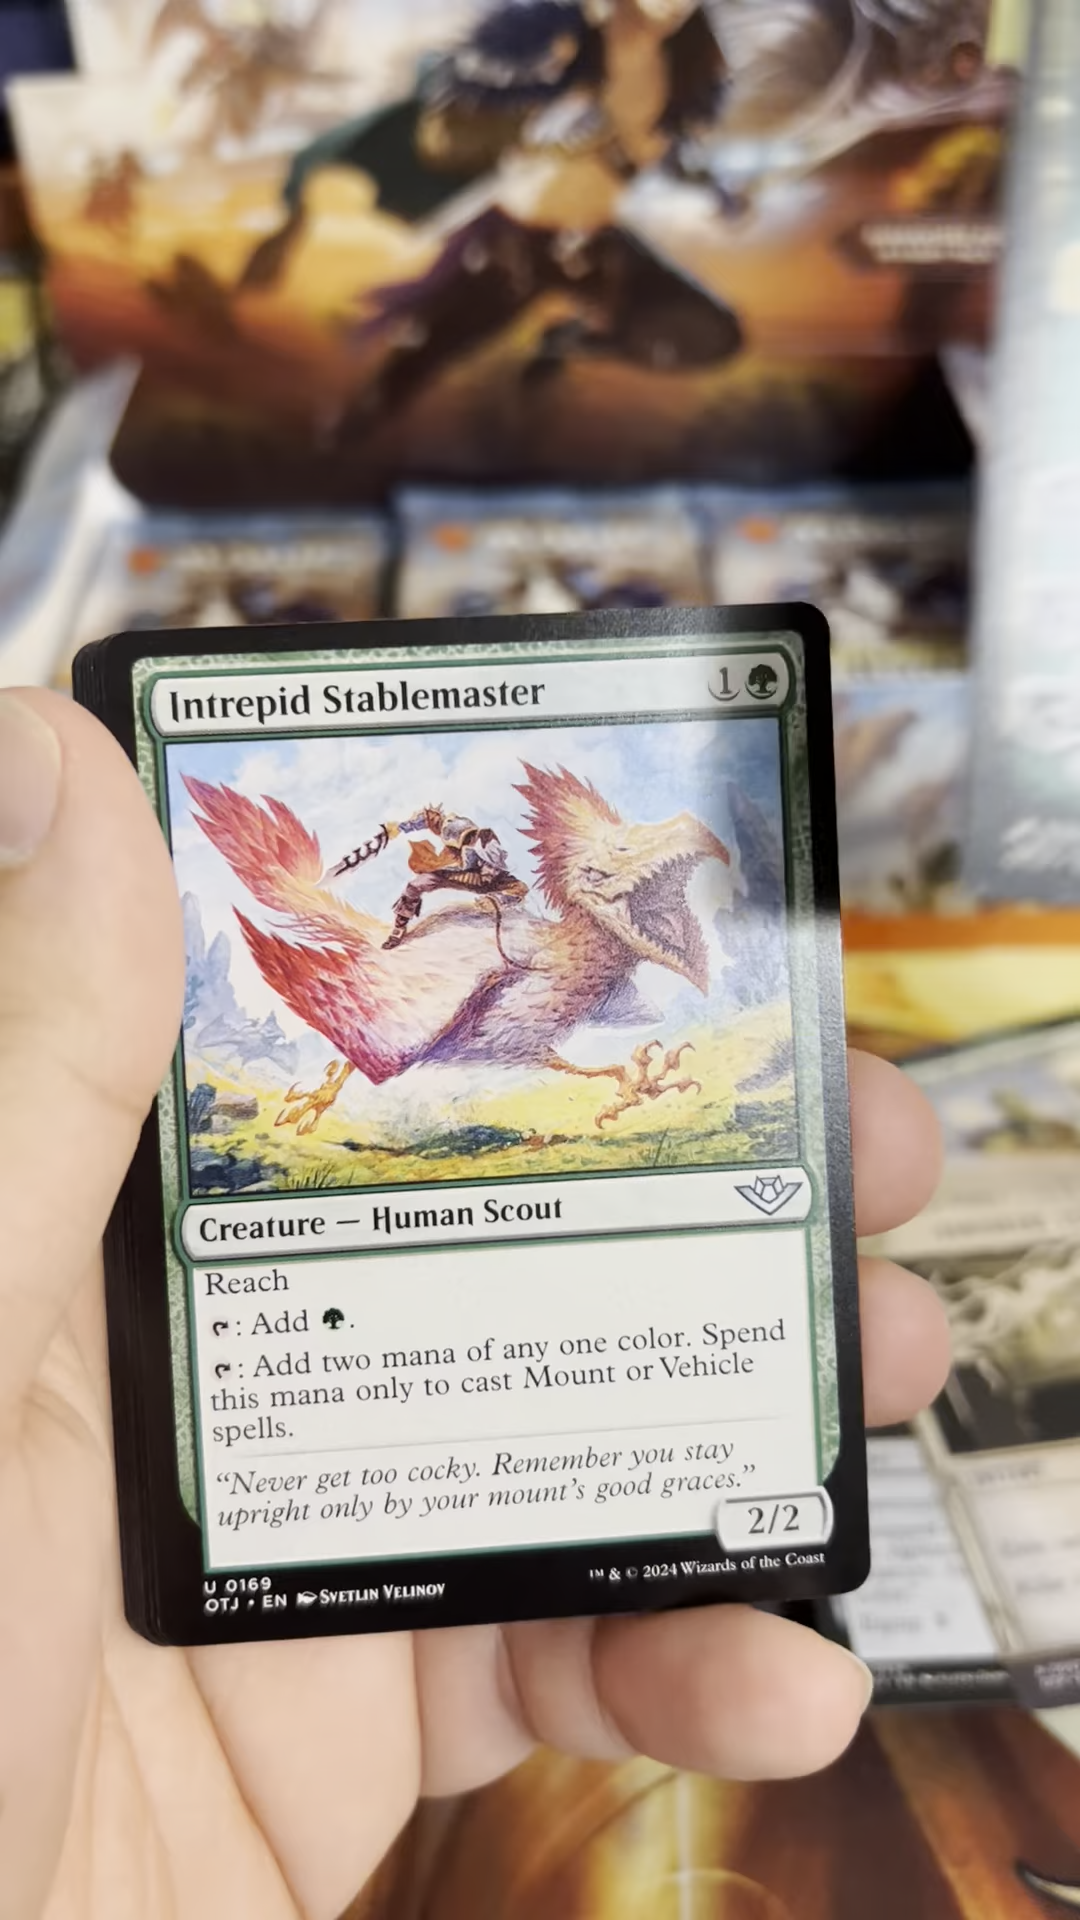 Intrepid Stablemaster 1
Creature — Human Scout
Reach
: Add .
: Add two mana of any one color. Spend
this mana only to cast Mount or Vehicle
spells.
“Never get too cocky. Remember you stay
upright only by your mount’s good graces.”
2/2
U 0169
OTJ • EN SVETLIN VELINOV
™ & © 2024 Wizards of the Coast